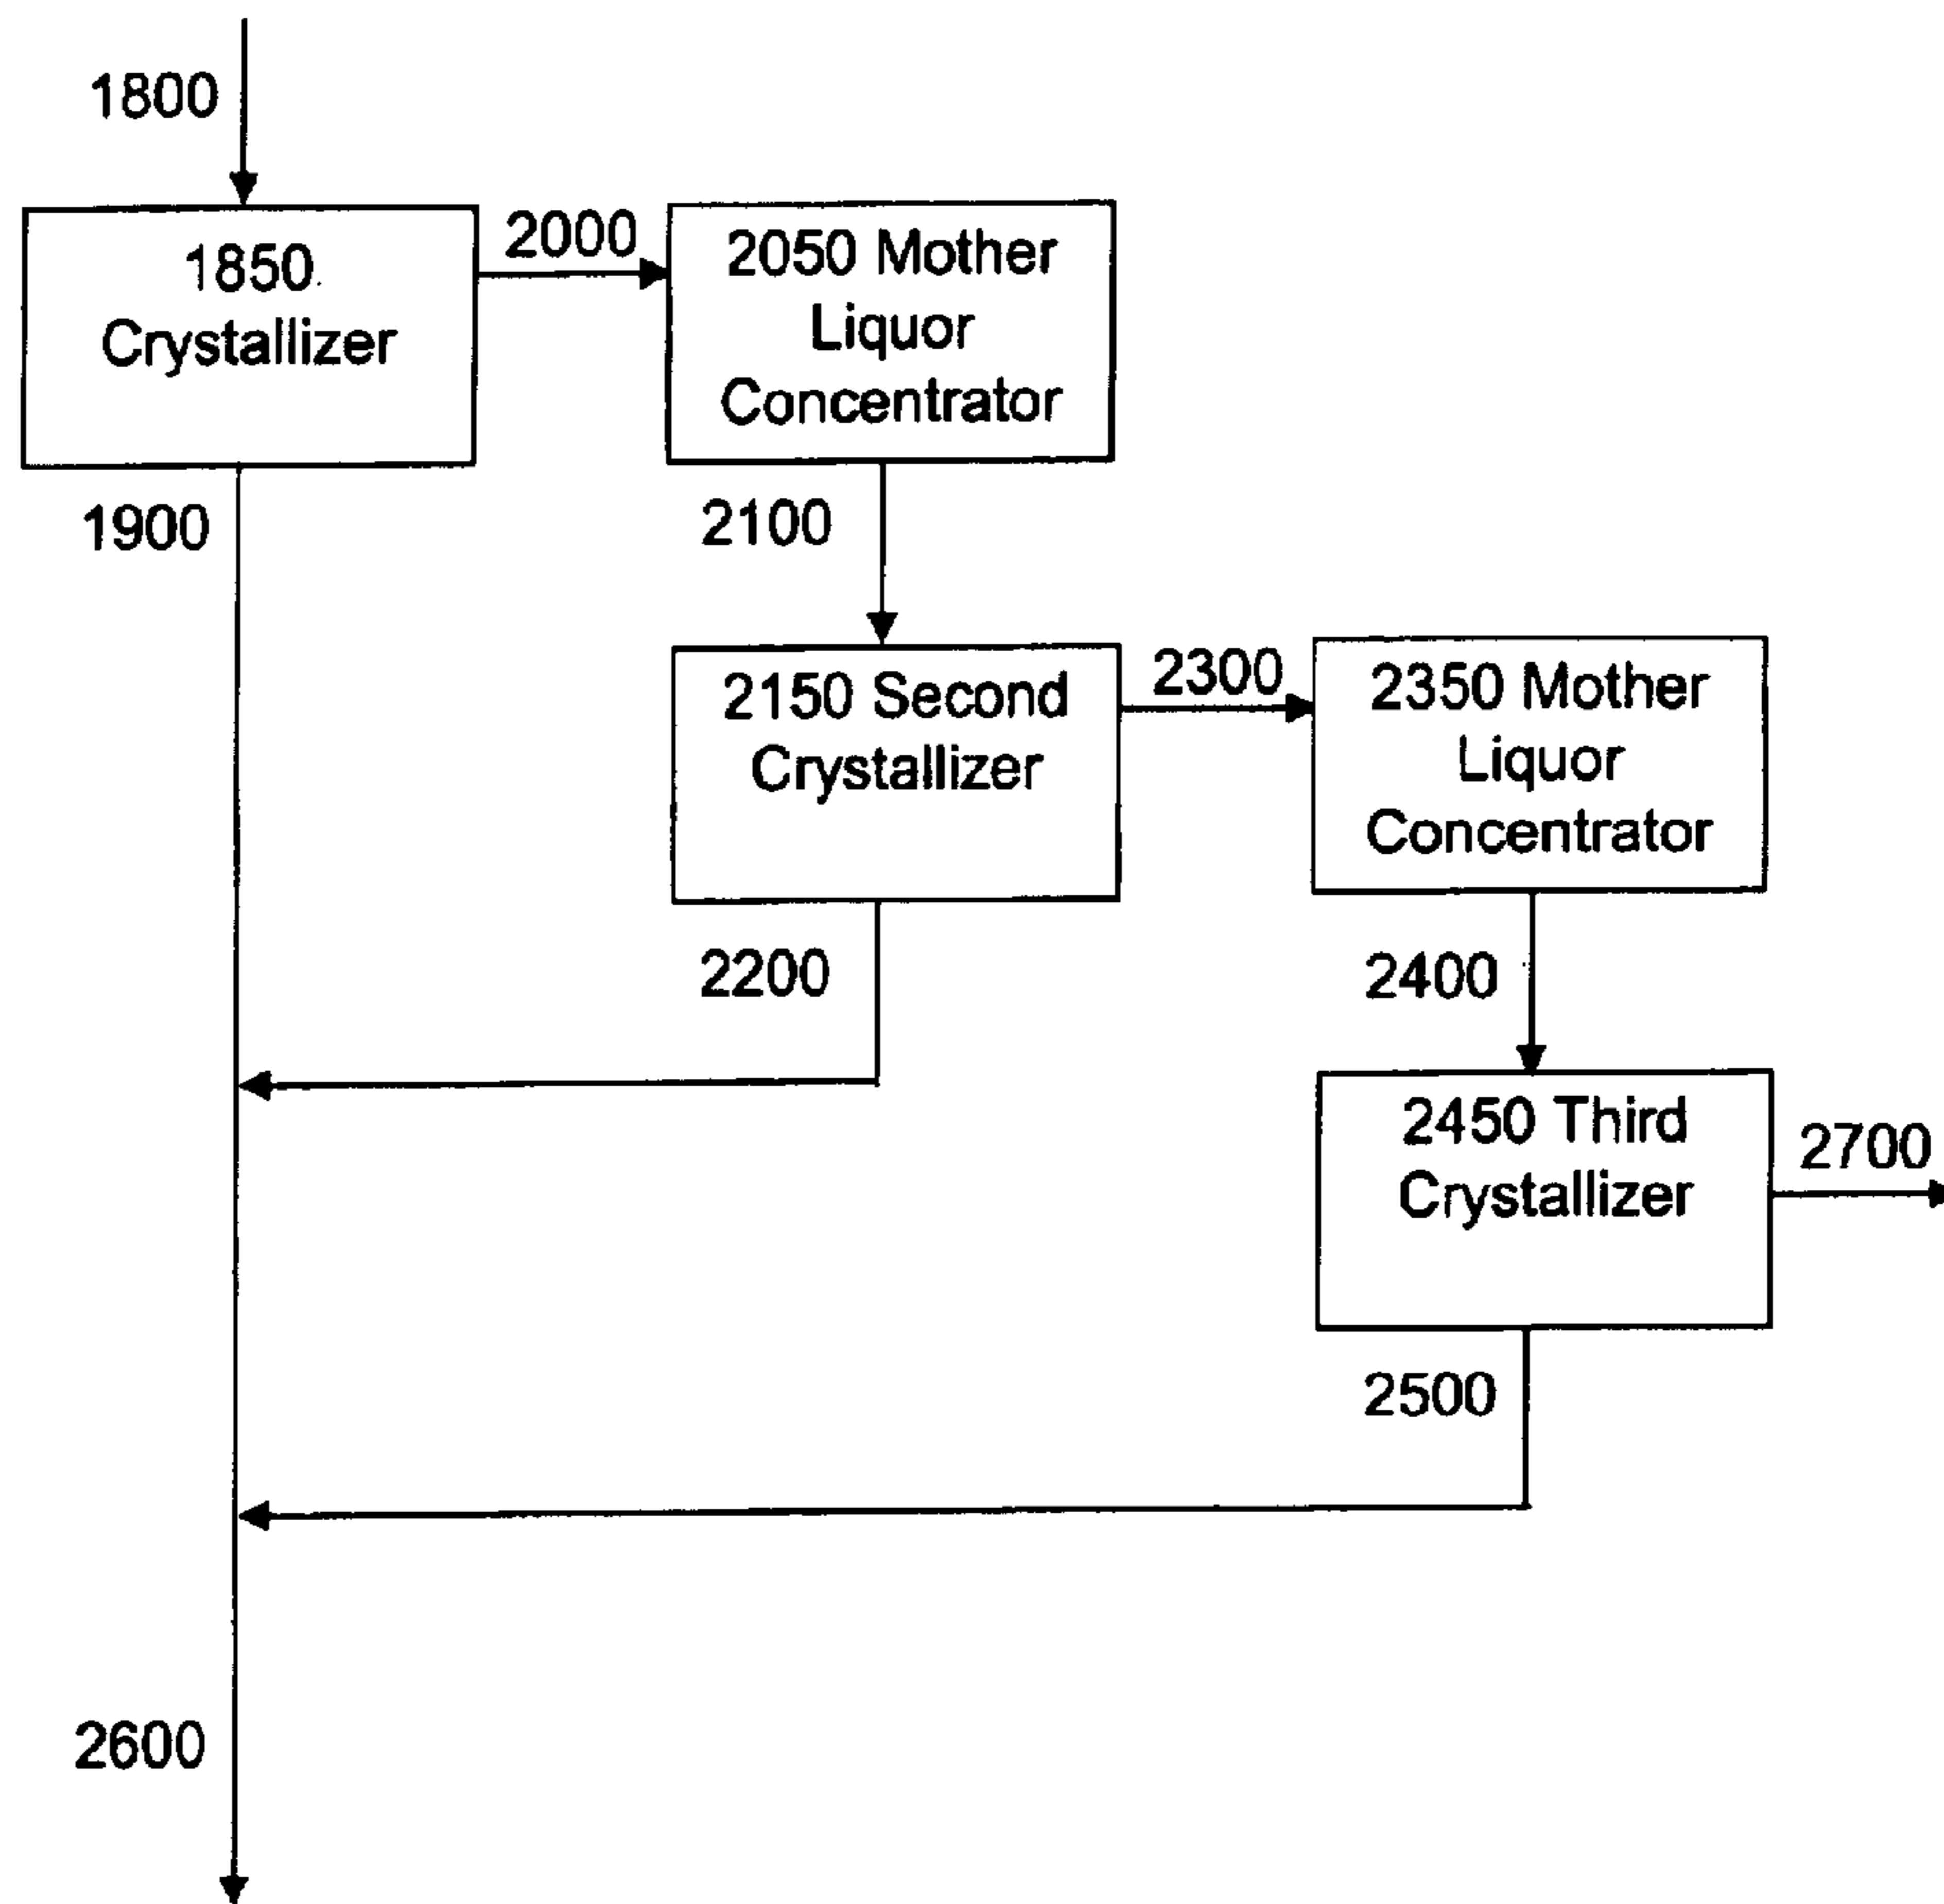 1800
1850
Crystallizer
2000
2050 Mother
Liquor
Concentrator
1900
2100
2150 Second
Crystallizer
2300
2350 Mother
Liquor
Concentrator
2200
2400
2450 Third
Crystallizer
2700
2500
2600